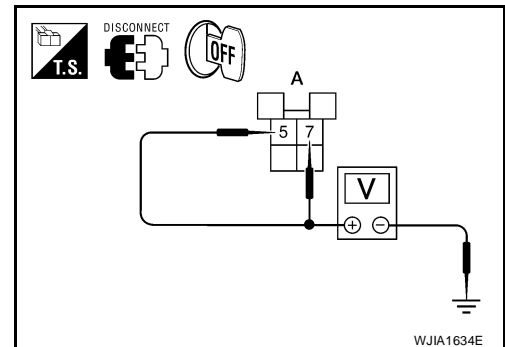 DISCONNECT
T.S.
OFF
A
5 7
V
+ −
WJIA1634E